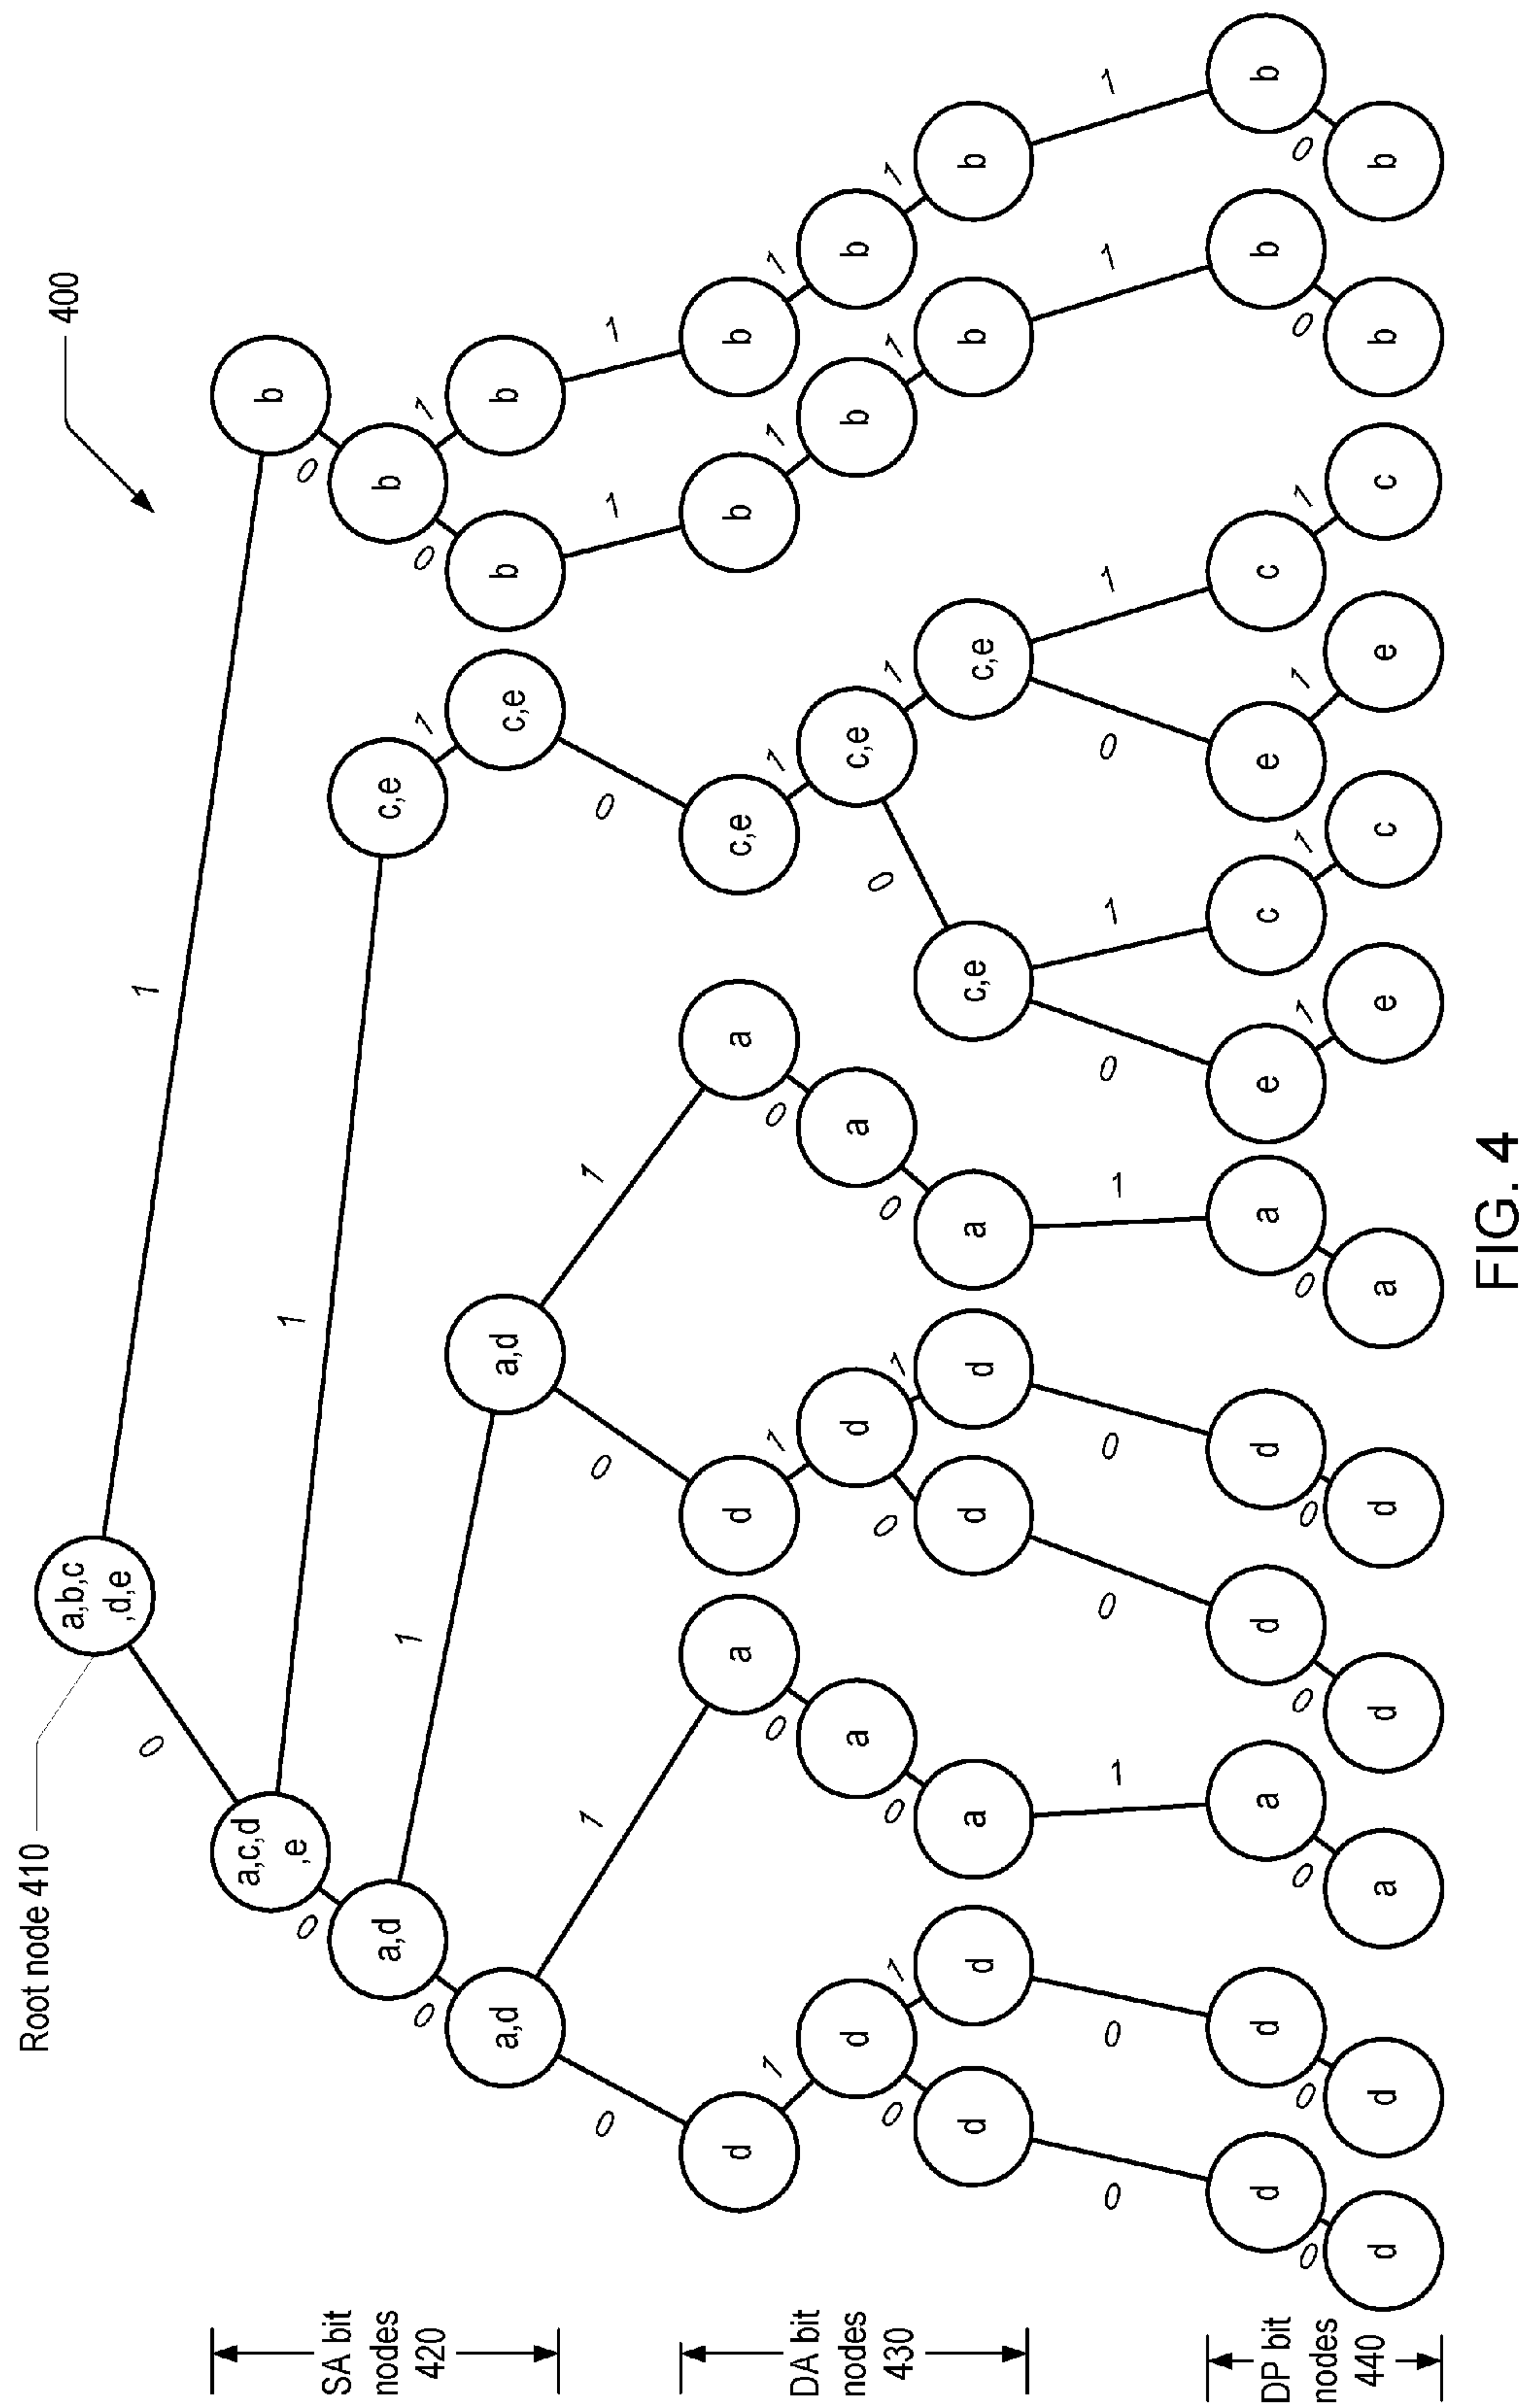 400
Root node 410
a,b,c
,d,e
0 1
a,c,d
,e
b
0 1 0
a,d c,e b
0 1 1 0 1
a,d a,d c,e b b
SA bit
nodes
420
0 1 0 1 0 1 1
d a d a c,e b b
1 0 1 0 1 1 1
d a d a c,e b b
0 1 0 0 1 0 0 1 1 1
d d a d d a c,e c,e b b
DA bit
nodes
430
0 0 1 0 0 1 0 1 0 1 1 1
d d a d d a e c e c b b
0 0 0 0 0 0 1 1 1 1 0 0
d d a d d a e c e c b b
DP bit
nodes
440
FIG. 4